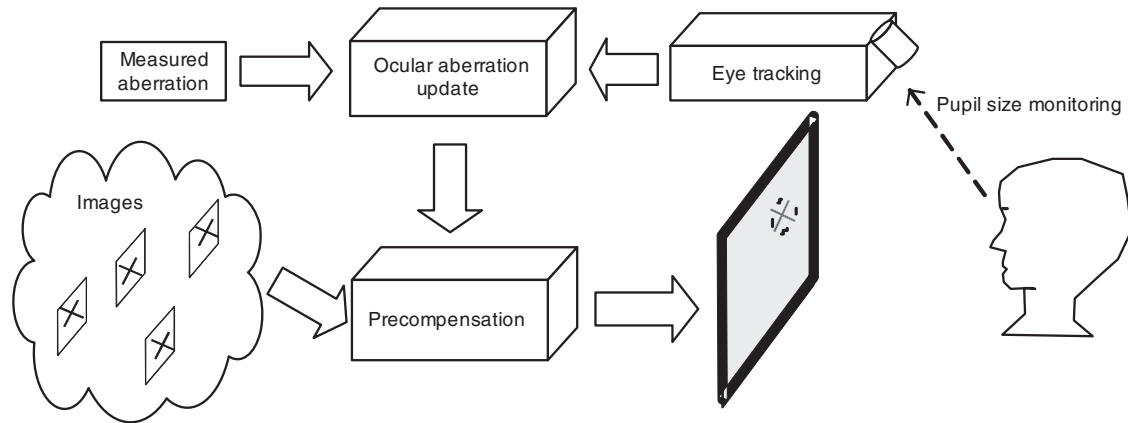 Measured
aberration
Ocular aberration
update
Eye tracking
Pupil size monitoring
Images
Precompensation